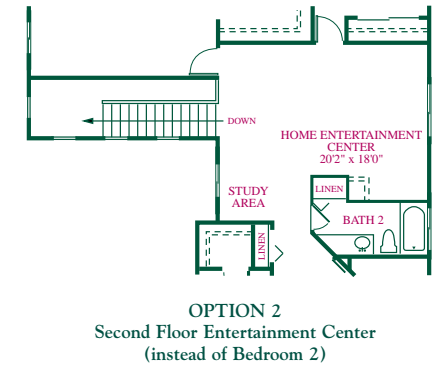 DOWN
HOME ENTERTAINMENT
CENTER
20'2" x 18'0"
LINEN
STUDY
AREA
BATH 2
LINEN
OPTION 2
Second Floor Entertainment Center
(instead of Bedroom 2)